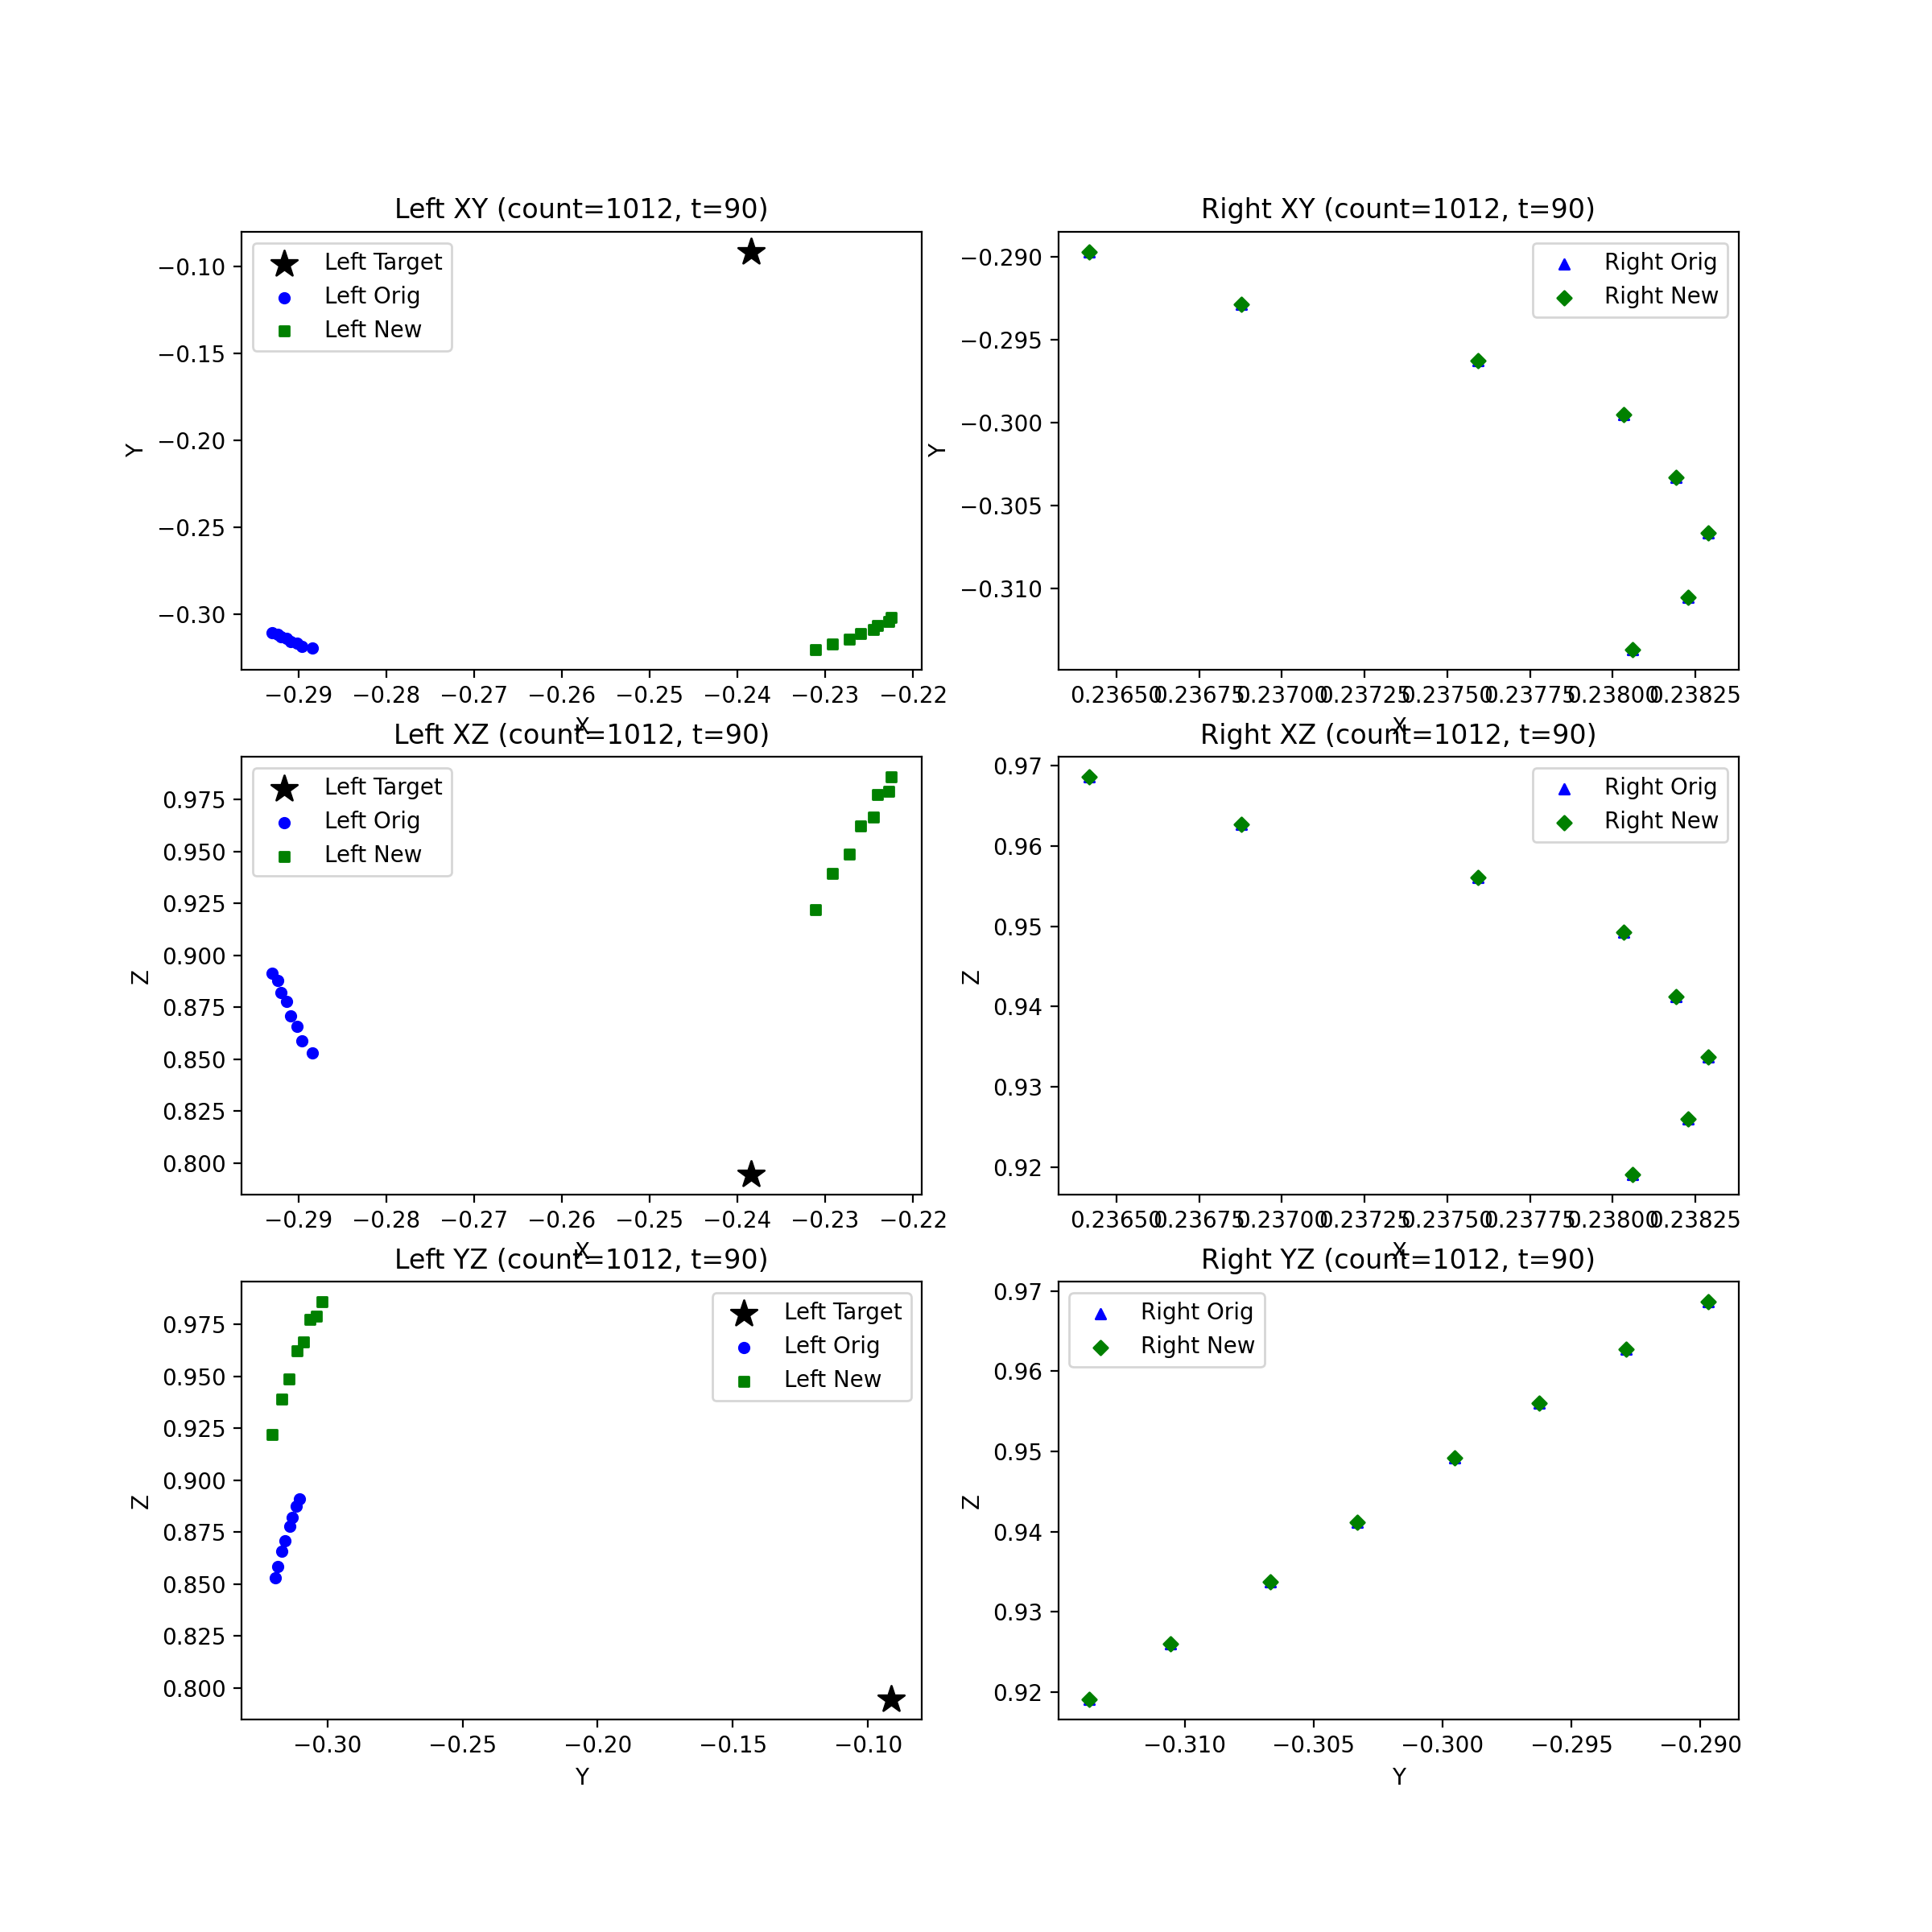 Left XY (count=1012, t=90)
Left Target
Left Orig
Left New
−0.10
−0.15
−0.20
−0.25
−0.30
Y
−0.29 −0.28 −0.27 −0.26 −0.25 −0.24 −0.23 −0.22
X
Right XY (count=1012, t=90)
Right Orig
Right New
−0.290
−0.295
−0.300
−0.305
−0.310
Y
0.23650 0.23675 0.23700 0.23725 0.23750 0.23775 0.23800 0.23825
X
Left XZ (count=1012, t=90)
Left Target
Left Orig
Left New
0.975
0.950
0.925
0.900
0.875
0.850
0.825
0.800
Z
−0.29 −0.28 −0.27 −0.26 −0.25 −0.24 −0.23 −0.22
X
Right XZ (count=1012, t=90)
Right Orig
Right New
0.97
0.96
0.95
0.94
0.93
0.92
Z
0.23650 0.23675 0.23700 0.23725 0.23750 0.23775 0.23800 0.23825
X
Left YZ (count=1012, t=90)
Left Target
Left Orig
Left New
0.975
0.950
0.925
0.900
0.875
0.850
0.825
0.800
Z
−0.30 −0.25 −0.20 −0.15 −0.10
Y
Right YZ (count=1012, t=90)
Right Orig
Right New
0.97
0.96
0.95
0.94
0.93
0.92
Z
−0.310 −0.305 −0.300 −0.295 −0.290
Y